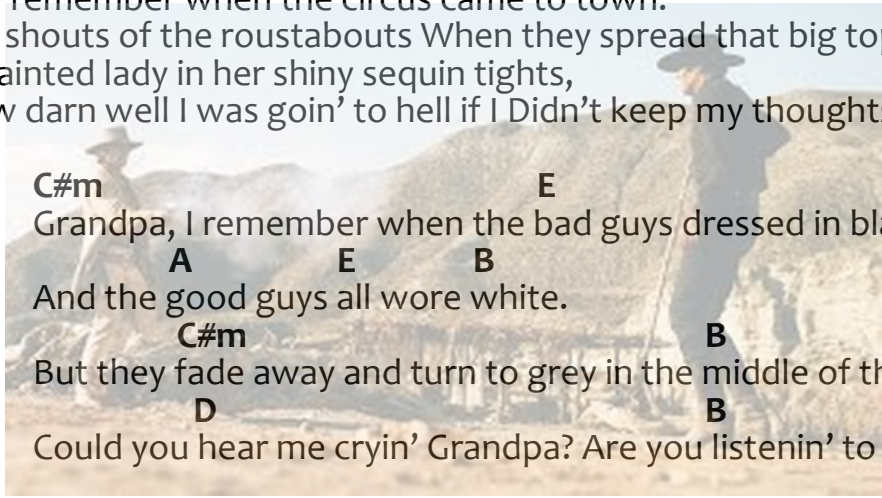 remember when the circus came to town.
shouts of the roustabouts When they spread that big to
ainted lady in her shiny sequin tights,
w darn well I was goin’ to hell if I Didn’t keep my thoughts
C#m E
Grandpa, I remember when the bad guys dressed in bla
A E B
And the good guys all wore white.
C#m B
But they fade away and turn to grey in the middle of th
D B
Could you hear me cryin’ Grandpa? Are you listenin’ to